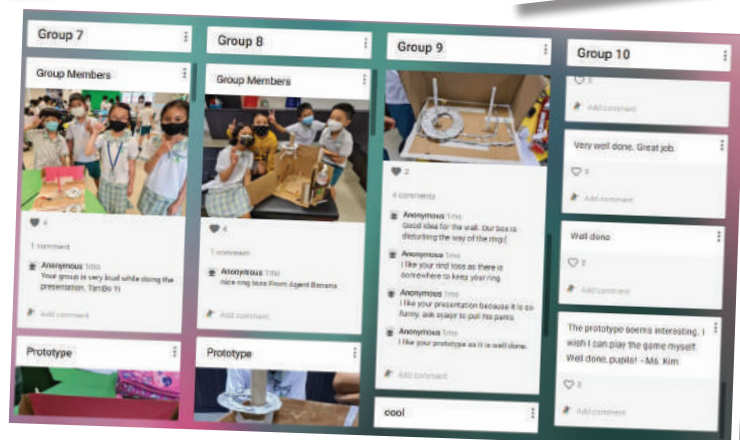 Group 7
Group Members
4
1 comment
Anonymous 1mo
Your group is very loud while doing the
presentation. Tan Bo Yi
Add comment
Prototype
Group 8
Group Members
4
1 comment
Anonymous 1mo
nice ring toss From Agent Banana
Add comment
Prototype
Group 9
2
4 comments
Anonymous 1mo
Good idea for the wall. Our box is
disturbing the way of the ring:(
Anonymous 1mo
i like your rind toss as there is
somewhere to keep your ring
Anonymous 1mo
i like your presentation because it is so
funny. ask
to pull his pants
Anonymous 1mo
I like your prototype as it is well done.
Add comment
cool
Group 10
Add comment
Very well done. Great job.
Add comment
Well done
Add comment
The prototype seems interesting. I
wish I can play the game myself.
Well done, pupils! - Ms. Kim
Add comment